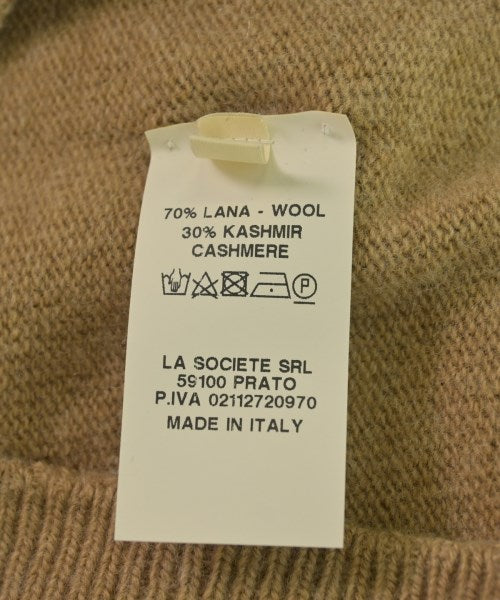 70% LANA - WOOL
30% KASHMIR
CASHMERE
P
LA SOCIETE SRL
59100 PRATO
P.IVA 02112720970
MADE IN ITALY